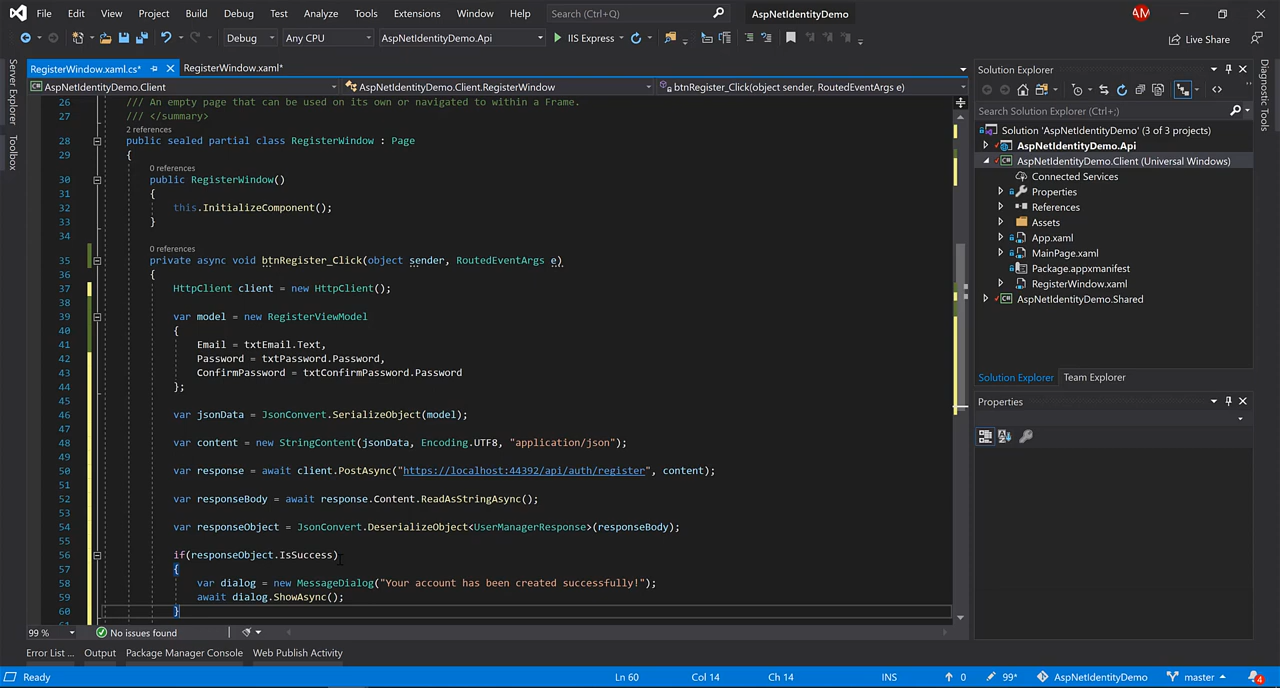 File Edit View Project Build Debug Test Analyze Tools Extensions Window Help Search (Ctrl+Q) AspNetIdentityDemo AM
Debug Any CPU AspNetIdentityDemo.Api IIS Express Live Share
Server Explorer
Toolbox
RegisterWindow.xaml.cs* RegisterWindow.xaml*
AspNetIdentityDemo.Client AspNetIdentityDemo.Client.RegisterWindow btnRegister_Click(object sender, RoutedEventArgs e)
26 /// An empty page that can be used on its own or navigated to within a Frame.
27 /// </summary>
2 references
28 public sealed partial class RegisterWindow : Page
29 {
0 references
30 public RegisterWindow()
31 {
32 this.InitializeComponent();
33 }
34
0 references
35 private async void btnRegister_Click(object sender, RoutedEventArgs e)
36 {
37 HttpClient client = new HttpClient();
38
39 var model = new RegisterViewModel
40 {
41 Email = txtEmail.Text,
42 Password = txtPassword.Password,
43 ConfirmPassword = txtConfirmPassword.Password
44 };
45
46 var jsonData = JsonConvert.SerializeObject(model);
47
48 var content = new StringContent(jsonData, Encoding.UTF8, "application/json");
49
50 var response = await client.PostAsync("https://localhost:44392/api/auth/register", content);
51
52 var responseBody = await response.Content.ReadAsStringAsync();
53
54 var responseObject = JsonConvert.DeserializeObject<UserManagerResponse>(responseBody);
55
56 if(responseObject.IsSuccess)
57 {
58 var dialog = new MessageDialog("Your account has been created successfully!");
59 await dialog.ShowAsync();
60 }
99 % No issues found
Error List ... Output Package Manager Console Web Publish Activity
Solution Explorer
Search Solution Explorer (Ctrl+;)
Solution 'AspNetIdentityDemo' (3 of 3 projects)
AspNetIdentityDemo.Api
AspNetIdentityDemo.Client (Universal Windows)
Connected Services
Properties
References
Assets
App.xaml
MainPage.xaml
Package.appxmanifest
RegisterWindow.xaml
AspNetIdentityDemo.Shared
Solution Explorer Team Explorer
Properties
Diagnostic Tools
Ready Ln 60 Col 14 Ch 14 INS 0 99* AspNetIdentityDemo master 4